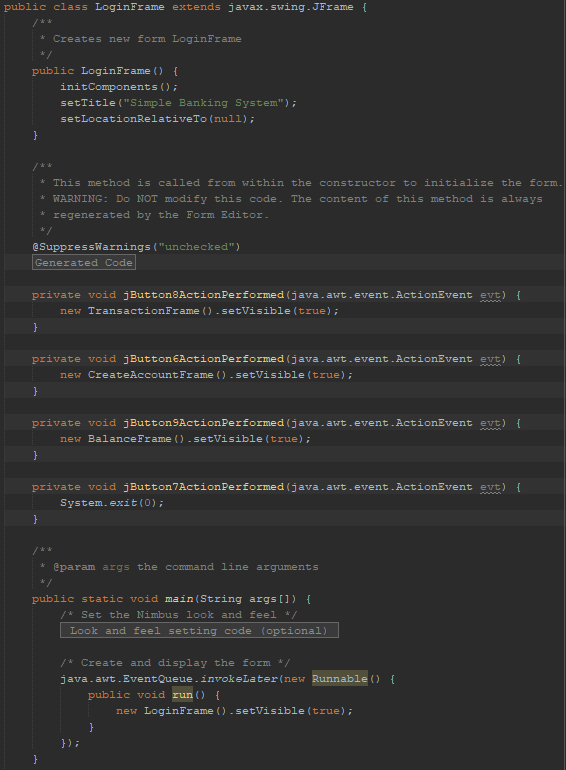 public class LoginFrame extends javax.swing.JFrame {
/**
* Creates new form LoginFrame
*/
public LoginFrame() {
initComponents();
setTitle("Simple Banking System");
setLocationRelativeTo(null);
}
/**
* This method is called from within the constructor to initialize the form.
* WARNING: Do NOT modify this code. The content of this method is always
* regenerated by the Form Editor.
*/
@SuppressWarnings("unchecked")
Generated Code
private void jButton8ActionPerformed(java.awt.event.ActionEvent evt) {
new TransactionFrame().setVisible(true);
}
private void jButton6ActionPerformed(java.awt.event.ActionEvent evt) {
new CreateAccountFrame().setVisible(true);
}
private void jButton9ActionPerformed(java.awt.event.ActionEvent evt) {
new BalanceFrame().setVisible(true);
}
private void jButton7ActionPerformed(java.awt.event.ActionEvent evt) {
System.exit(0);
}
/**
* @param args the command line arguments
*/
public static void main(String args[]) {
/* Set the Nimbus look and feel */
Look and feel setting code (optional)
/* Create and display the form */
java.awt.EventQueue.invokeLater(new Runnable() {
public void run() {
new LoginFrame().setVisible(true);
}
});
}